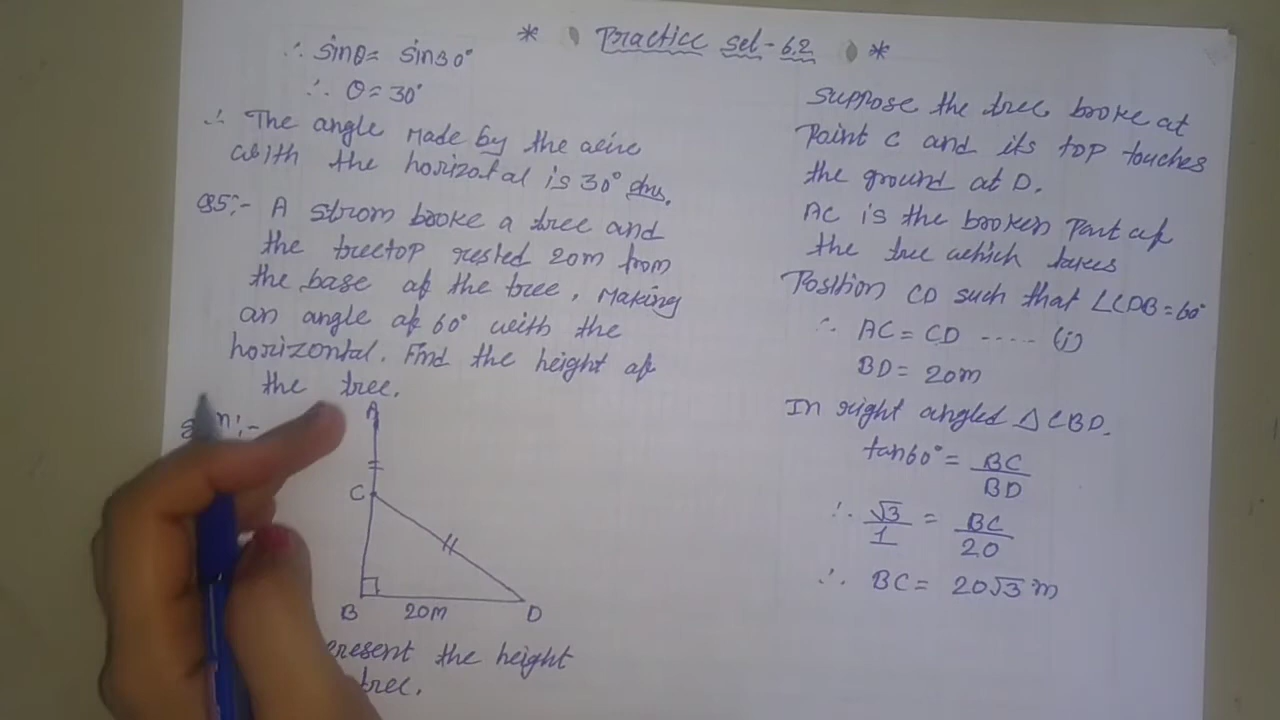 * Practice set-6.2 *
∴ sinθ= sin30°
∴ θ=30°
∴ The angle made by the wire
with the horizotal is 30° Ans.
Q5:- A strom broke a tree and
the treetop rested 20m from
the base of the tree, making
an angle of 60° with the
horizontal. Find the height of
the tree.
A
C
B 20m D
the height
tree.
Suppose the tree broke at
Point C and its top touches
the ground at D.
AC is the broken Part of
the tree which takes
Position CD such that ∠CDB=60°
∴ AC=CD ---- (i)
BD= 20m
In right angled △CBD.
tan60°= BC
BD
∴ √3 = BC
1 20
∴ BC= 20√3 m